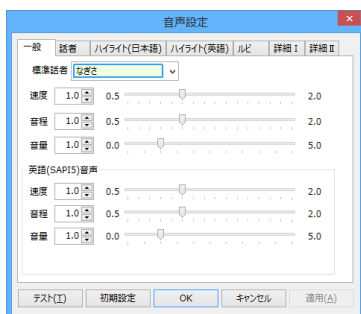 音声設定
一般 話者 ハイライト(日本語) ハイライト(英語) ルビ 詳細 I 詳細 II
標準話者 なぎさ
速度 1.0 0.5 2.0
音程 1.0 0.5 2.0
音量 1.0 0.0 5.0
英語(SAPI5)音声
速度 1.0 0.5 2.0
音程 1.0 0.5 2.0
音量 1.0 0.0 5.0
テスト(T) 初期設定 OK キャンセル 適用(A)